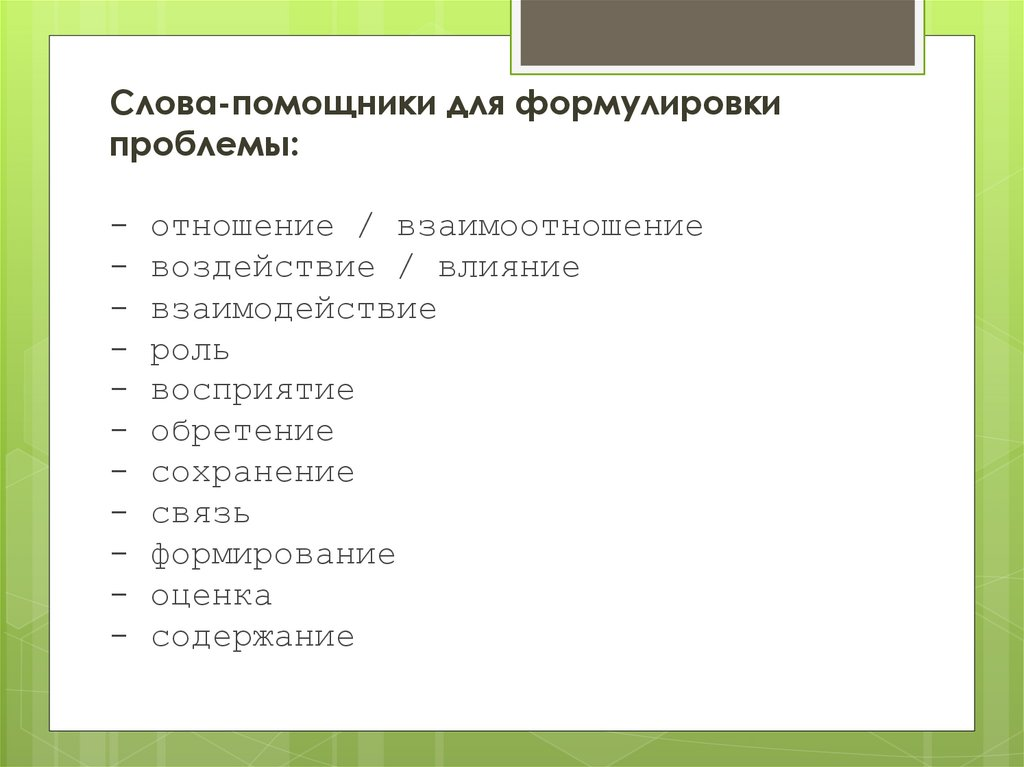 Слова-помощники для формулировки
проблемы:
- отношение / взаимоотношение
- воздействие / влияние
- взаимодействие
- роль
- восприятие
- обретение
- сохранение
- связь
- формирование
- оценка
- содержание